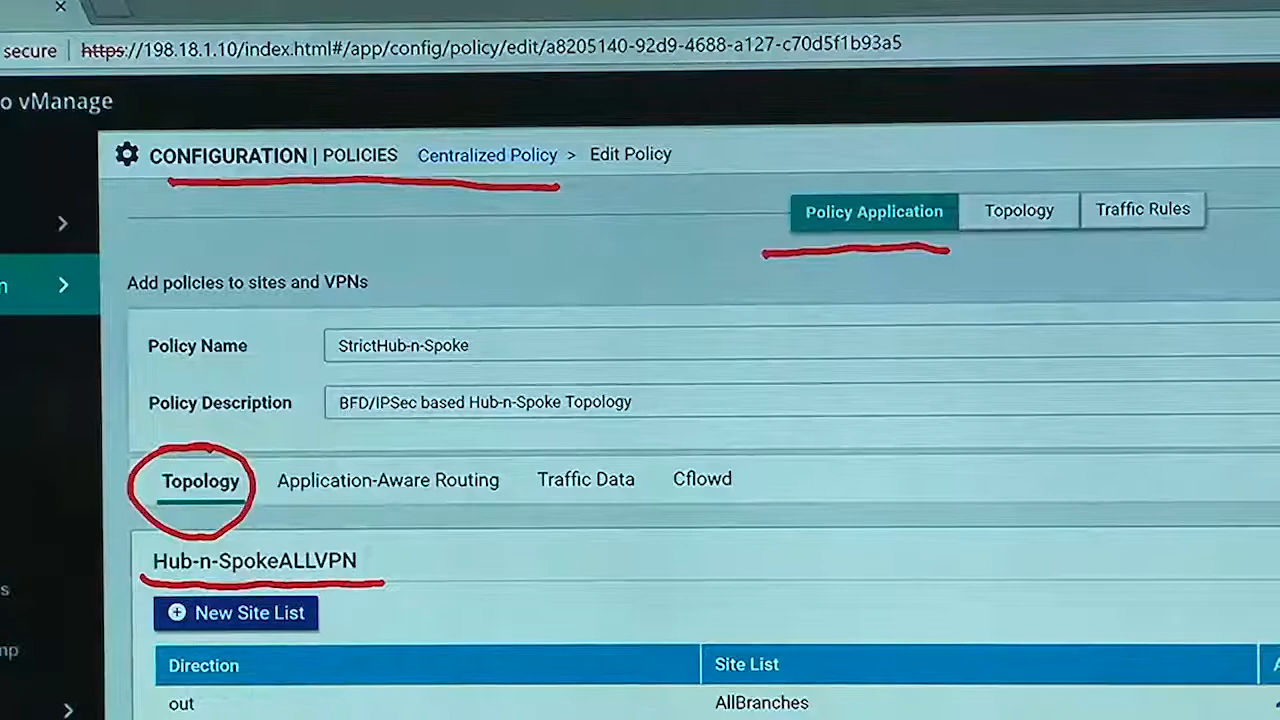 secure | https://198.18.1.10/index.html#/app/config/policy/edit/a8205140-92d9-4688-a127-c70d5f1b93a5
o vManage
CONFIGURATION | POLICIES Centralized Policy > Edit Policy
Policy Application Topology Traffic Rules
n
Add policies to sites and VPNs
Policy Name StrictHub-n-Spoke
Policy Description BFD/IPSec based Hub-n-Spoke Topology
Topology Application-Aware Routing Traffic Data Cflowd
Hub-n-SpokeALLVPN
s
New Site List
mp
Direction Site List
out AllBranches